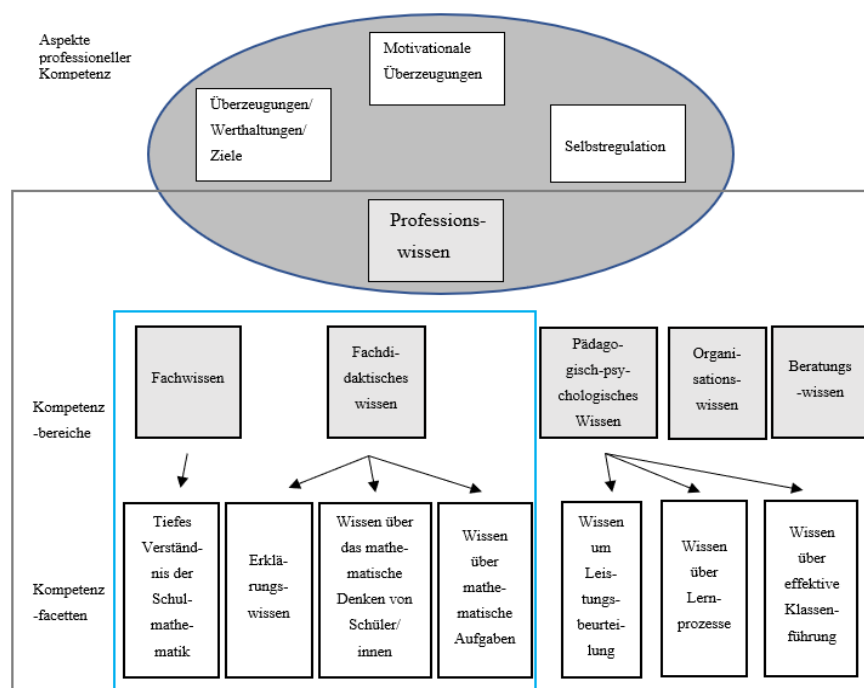 Aspekte
professioneller
Kompetenz
Motivationale
Überzeugungen
Überzeugungen/
Werthaltungen/
Ziele
Selbstregulation
Professions-
wissen
Kompetenz
-bereiche
Fachwissen
Fachdi-
daktisches
wissen
Pädago-
gisch-psy-
chologisches
Wissen
Organi-
sations-
wissen
Beratungs
-wissen
Kompetenz
-facetten
Tiefes
Verständ-
nis der
Schul-
mathe-
matik
Erklä-
rungs-
wissen
Wissen über
das mathe-
matische
Denken von
Schüler/
innen
Wissen
über
mathe-
matische
Aufgaben
Wissen
um Leis-
tungs-
beurtei-
lung
Wissen
über Lern-
prozesse
Wissen
über
effektive
Klassen-
führung